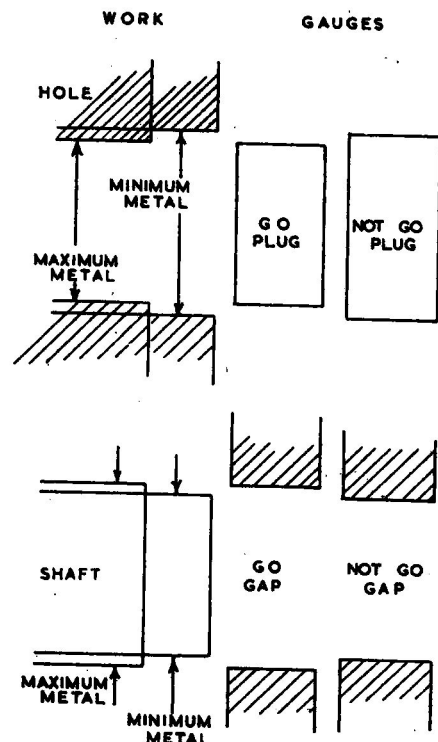 WORK GAUGES
HOLE
MINIMUM
METAL
MAXIMUM
METAL
GO
PLUG
NOT GO
PLUG
SHAFT
GO
GAP
NOT GO
GAP
MAXIMUM
METAL
MINIMUM
METAL